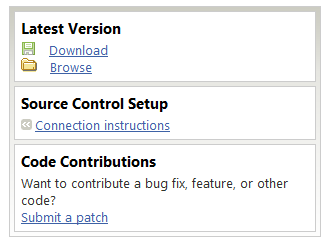 Latest Version
Download
Browse
Source Control Setup
Connection instructions
Code Contributions
Want to contribute a bug fix, feature, or other
code?
Submit a patch